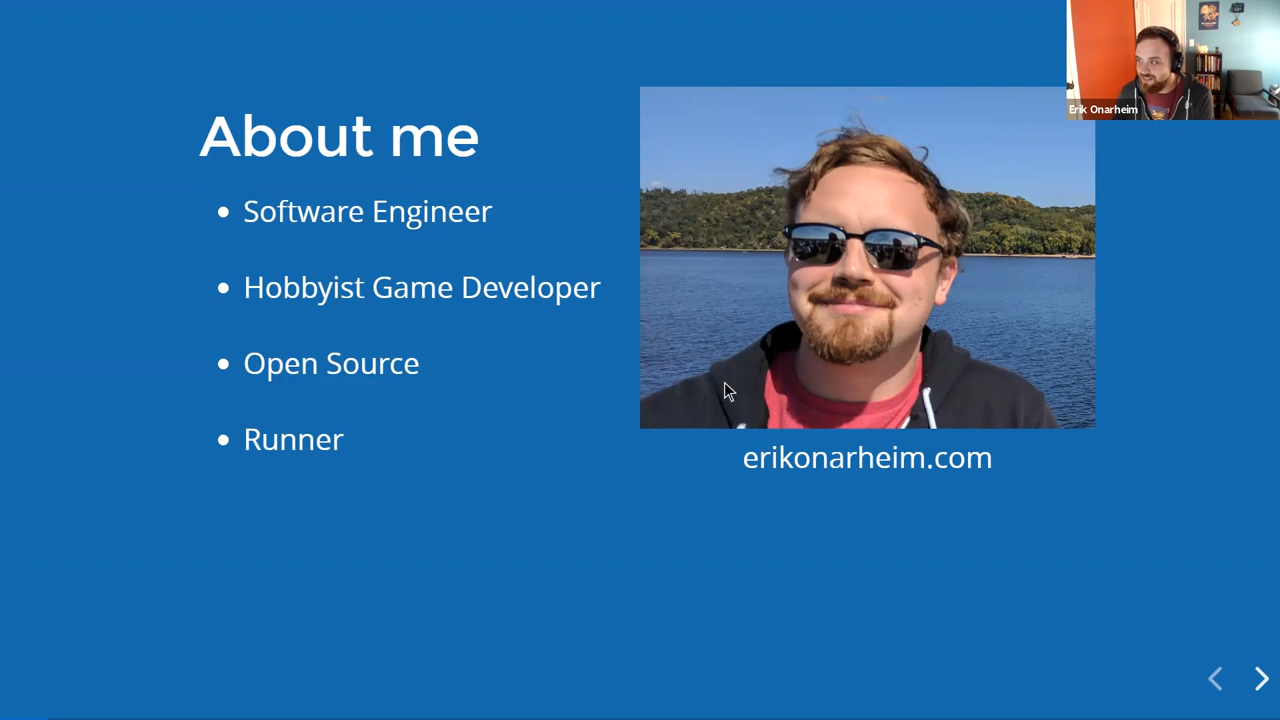 About me
Software Engineer
Hobbyist Game Developer
Open Source
Runner
erikonarheim.com
Erik Onarheim